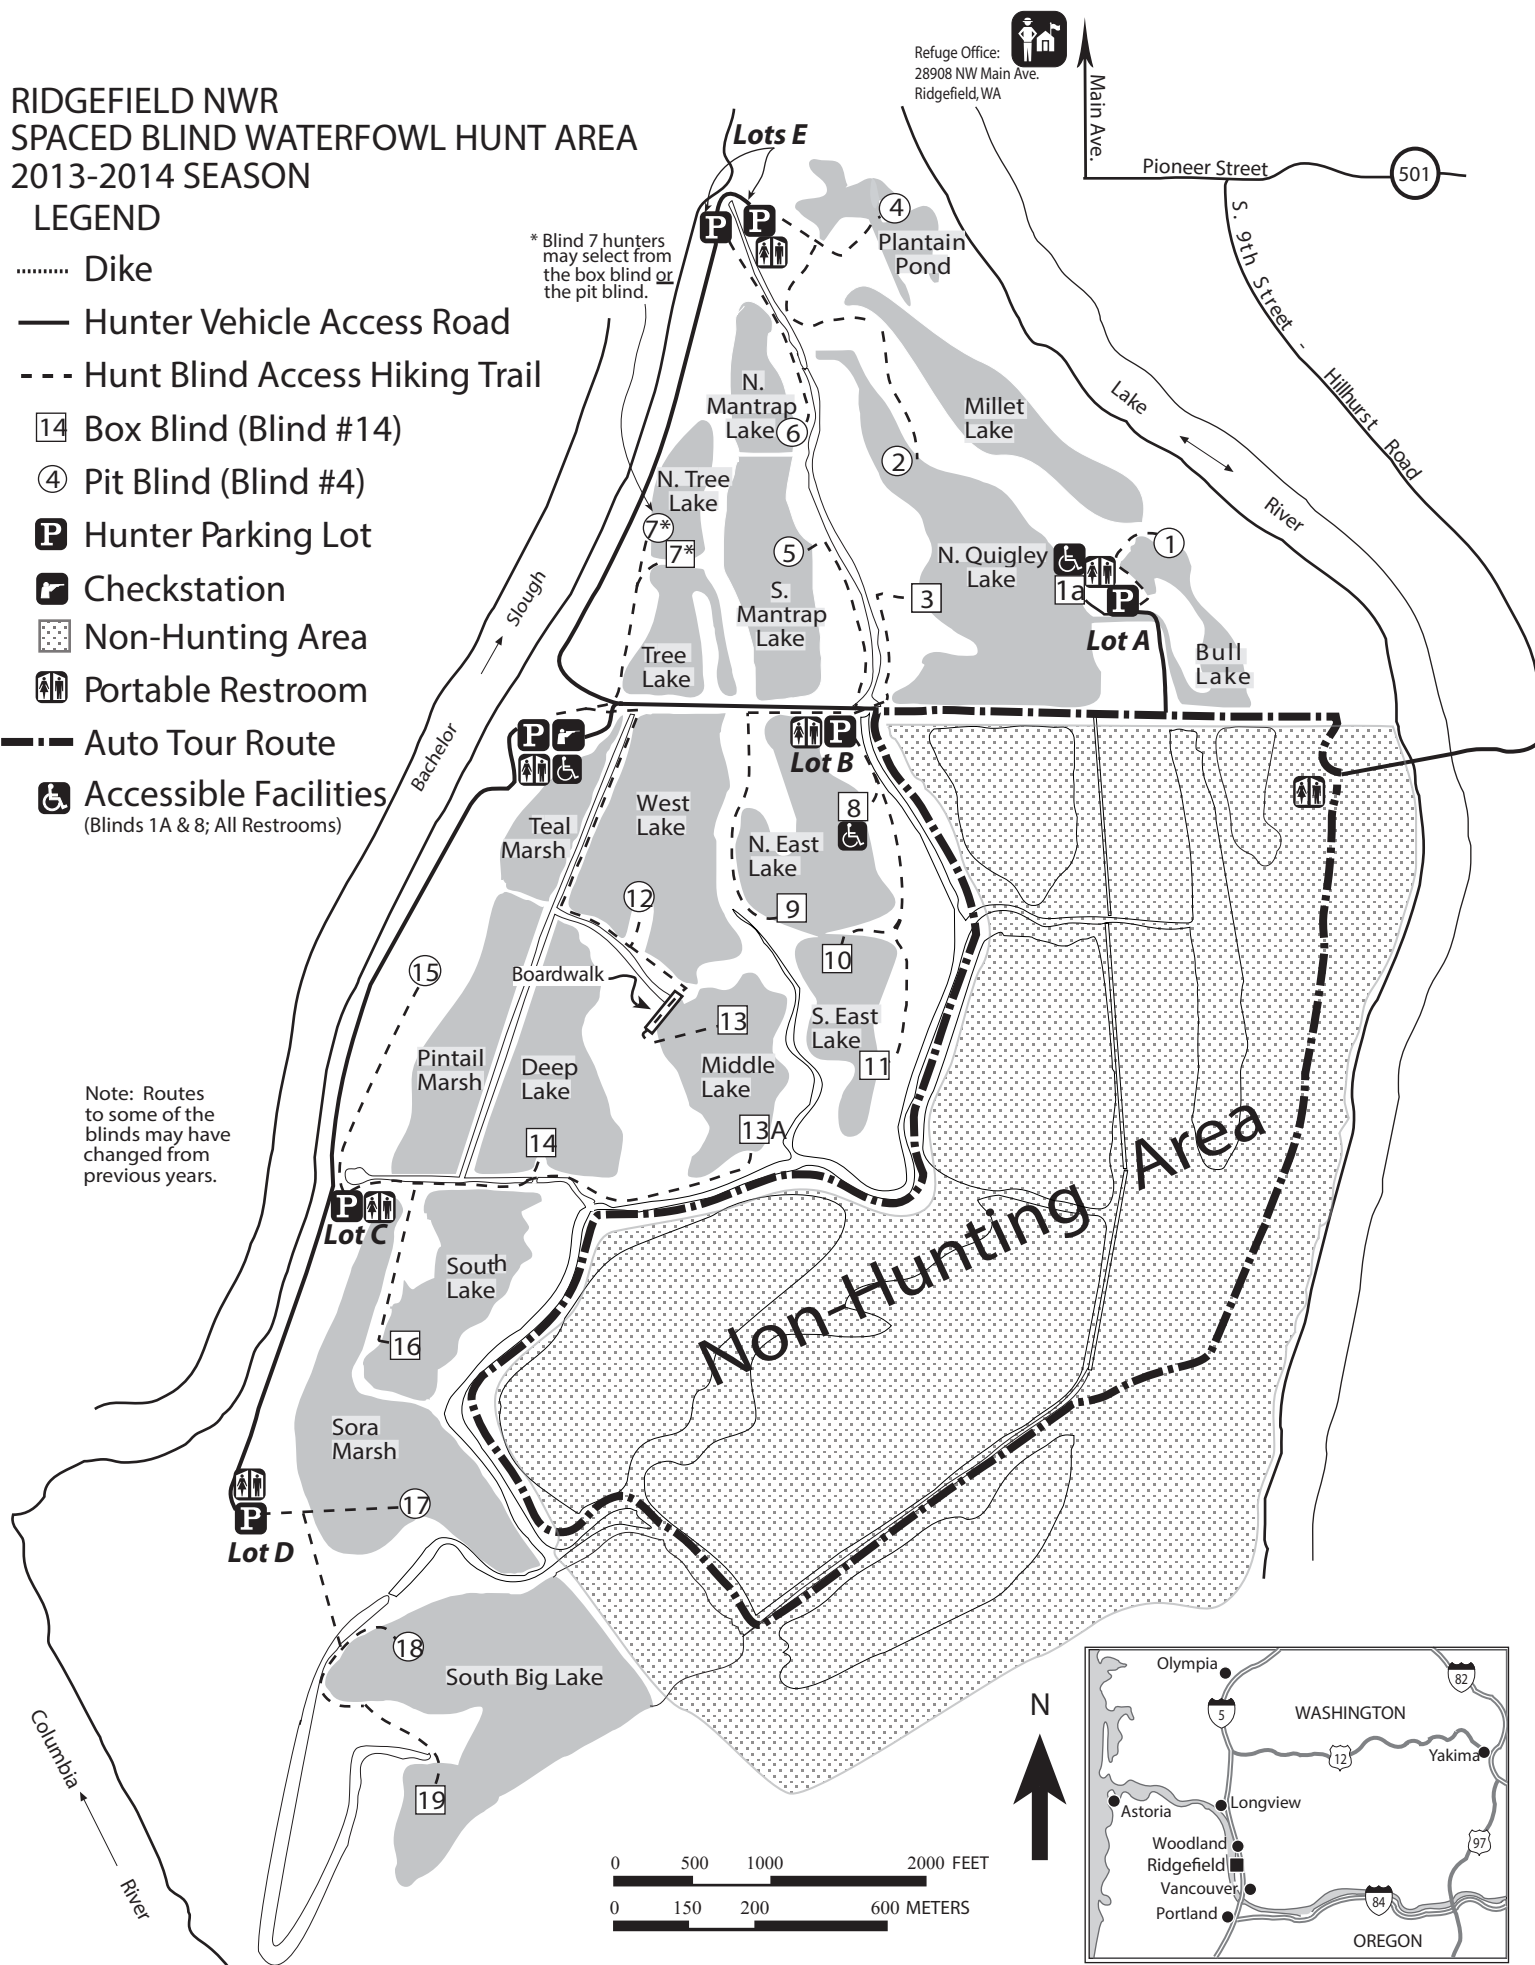 RIDGEFIELD NWR
SPACED BLIND WATERFOWL HUNT AREA
2013-2014 SEASON
LEGEND
Dike
Hunter Vehicle Access Road
Hunt Blind Access Hiking Trail
14 Box Blind (Blind #14)
4 Pit Blind (Blind #4)
P Hunter Parking Lot
Checkstation
Non-Hunting Area
Portable Restroom
Auto Tour Route
Accessible Facilities
(Blinds 1A & 8; All Restrooms)
Refuge Office:
28908 NW Main Ave.
Ridgefield, WA
Main Ave.
Pioneer Street
501
S. 9th Street - Hillhurst Road
Lots E
P
P
* Blind 7 hunters
may select from
the box blind or
the pit blind.
4
Plantain
Pond
N.
Mantrap
Lake
6
Millet
Lake
2
Lake
River
N. Tree
Lake
7*
7*
5
S.
Mantrap
Lake
3
N. Quigley
Lake
1a
1
P
Lot A
Bull
Lake
Tree
Lake
Bachelor
Slough
P
P
Lot B
West
Lake
8
Teal
Marsh
N. East
Lake
12
9
10
15
Boardwalk
13
S. East
Lake
11
Pintail
Marsh
Deep
Lake
Middle
Lake
13A
14
Note: Routes
to some of the
blinds may have
changed from
previous years.
P
Lot C
South
Lake
16
Non-Hunting Area
Sora
Marsh
17
P
Lot D
18
South Big Lake
19
Columbia
River
N
0 500 1000 2000 FEET
0 150 200 600 METERS
Olympia
82
5
WASHINGTON
12
Yakima
Astoria
Longview
97
Woodland
Ridgefield
Vancouver
84
Portland
OREGON